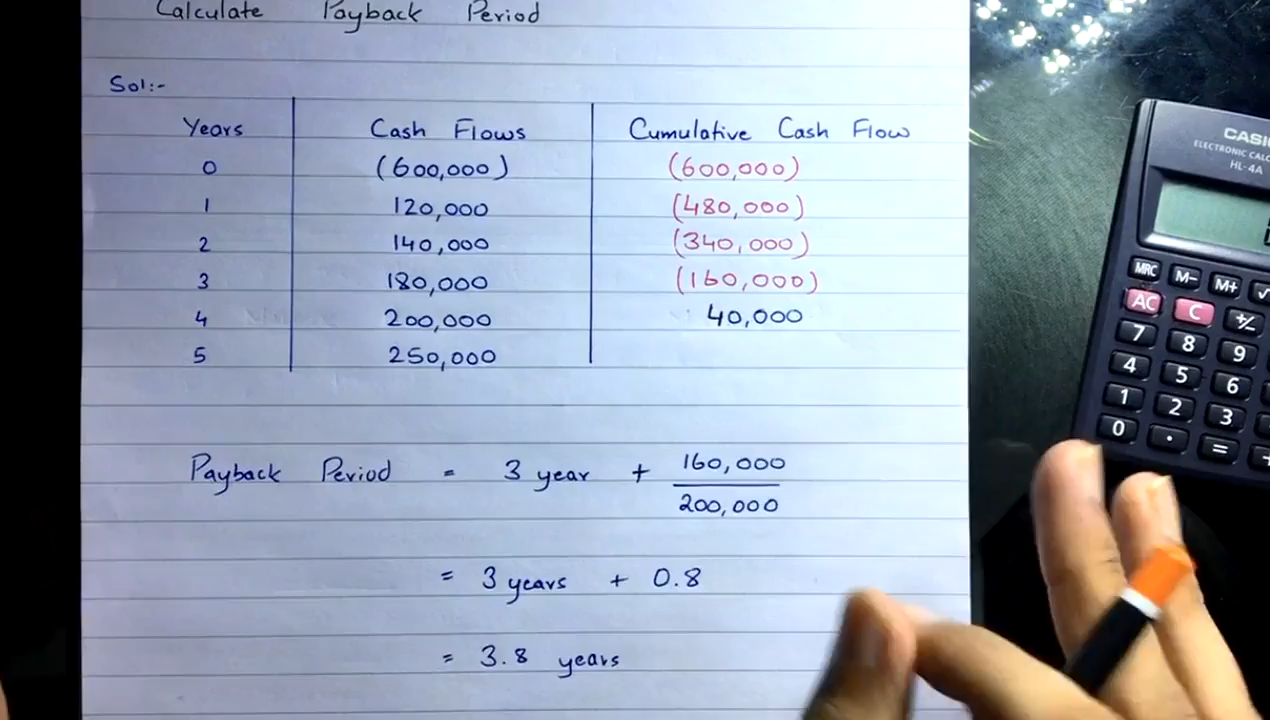 Calculate Payback Period
Sol:-
Years Cash Flows Cumulative Cash Flow
0 (600,000) (600,000)
1 120,000 (480,000)
2 140,000 (340,000)
3 180,000 (160,000)
4 200,000 40,000
5 250,000
Payback Period = 3 year + 160,000
200,000
= 3 years + 0.8
= 3.8 years
CASI
ELECTRONIC CALC
HL-4A
MRC M- M+ √
AC C +/-
7 8 9
4 5 6
1 2 3
0 . = +